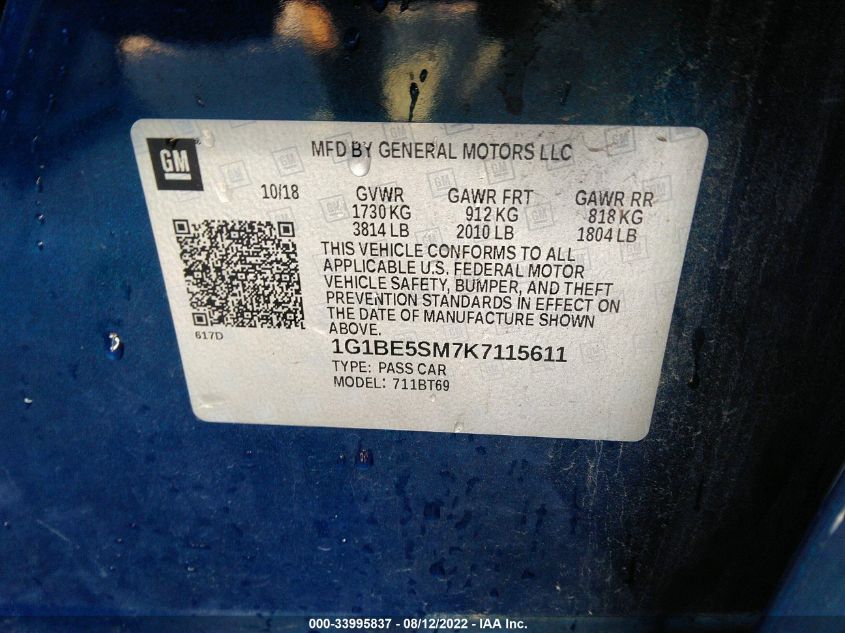 GM
MFD BY GENERAL MOTORS LLC
10/18 GVWR GAWR FRT GAWR RR
1730 KG 912 KG 818 KG
3814 LB 2010 LB 1804 LB
THIS VEHICLE CONFORMS TO ALL
APPLICABLE U.S. FEDERAL MOTOR
VEHICLE SAFETY, BUMPER, AND THEFT
PREVENTION STANDARDS IN EFFECT ON
THE DATE OF MANUFACTURE SHOWN
ABOVE.
617D
1G1BE5SM7K7115611
TYPE: PASS CAR
MODEL: 711BT69
000-33995837 - 08/12/2022 - IAA Inc.